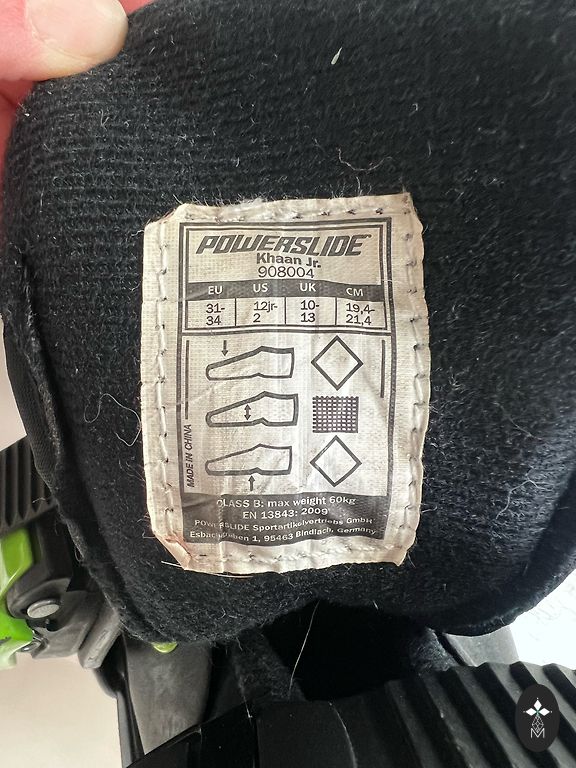 POWERSLIDE
Khaan Jr.
908004
EU US UK CM
31-34 12jr-2 10-13 19,4-21,4
MADE IN CHINA
CLASS B: max weight 60kg
EN 13843: 2009
POWERSLIDE Sportartikelvertriebs GmbH
Esbachgraben 1, 95463 Bindlach, Germany
M